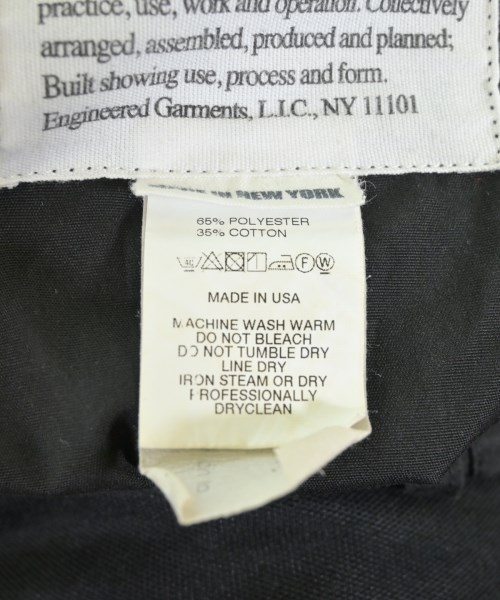 practice, use, work and operation. Collectively
arranged, assembled, produced and planned;
Built showing use, process and form.
Engineered Garments, L.I.C., NY 11101
IN NEW YORK
65% POLYESTER
35% COTTON
F W
MADE IN USA
MACHINE WASH WARM
DO NOT BLEACH
DO NOT TUMBLE DRY
LINE DRY
IRON STEAM OR DRY
PROFESSIONALLY
DRYCLEAN